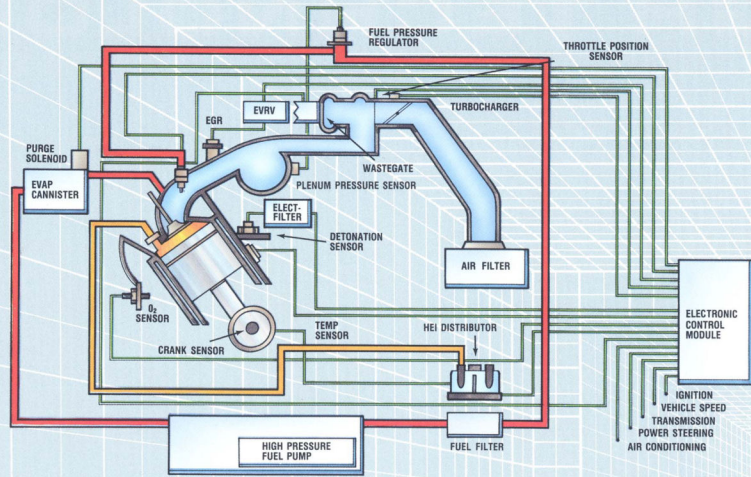 FUEL PRESSURE
REGULATOR
THROTTLE POSITION
SENSOR
EVRV
TURBOCHARGER
EGR
PURGE
SOLENOID
WASTEGATE
EVAP
CANNISTER
PLENUM PRESSURE SENSOR
ELECT-
FILTER
DETONATION
SENSOR
AIR FILTER
O₂
SENSOR
ELECTRONIC
CONTROL
MODULE
TEMP
SENSOR
HEi DISTRIBUTOR
CRANK SENSOR
IGNITION
VEHICLE SPEED
TRANSMISSION
POWER STEERING
AIR CONDITIONING
FUEL FILTER
HIGH PRESSURE
FUEL PUMP